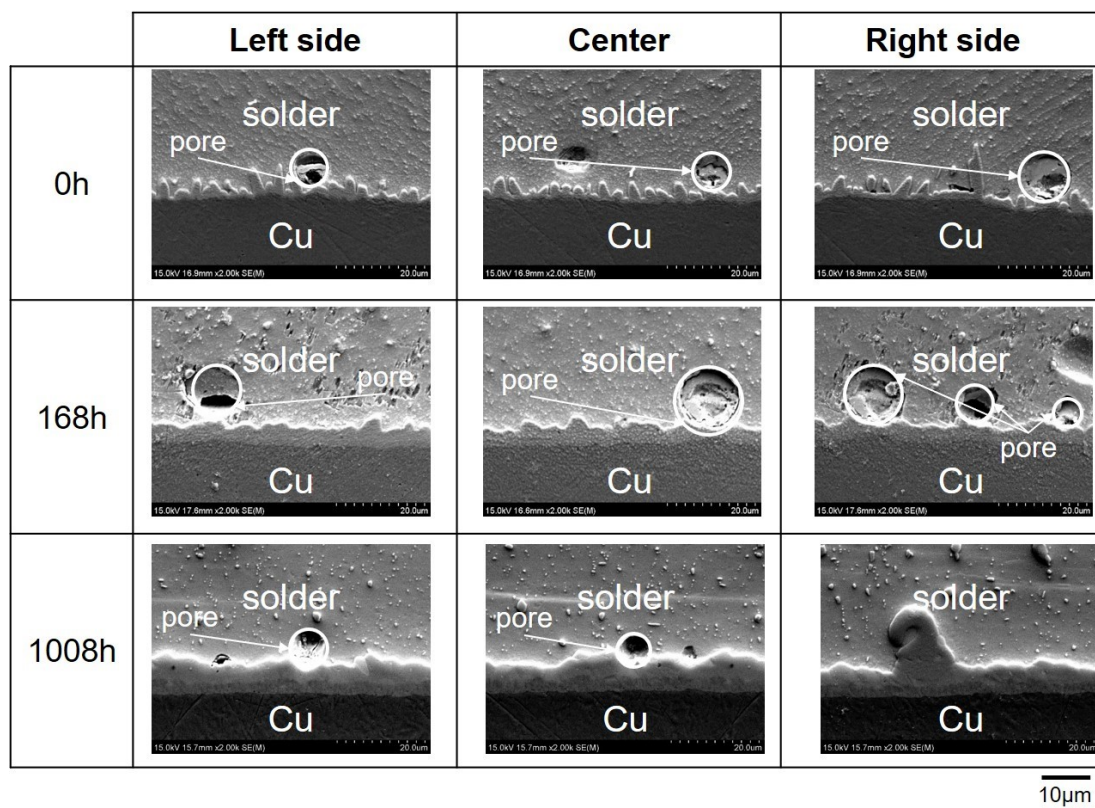 Left side
Center
Right side
0h
solder
pore
Cu
15.0kV 16.9mm x2.00k SE(M)
20.0um
solder
pore
Cu
15.0kV 16.9mm x2.00k SE(M)
20.0um
solder
pore
Cu
15.0kV 16.9mm x2.00k SE(M)
20.0um
168h
solder
pore
Cu
15.0kV 17.6mm x2.00k SE(M)
20.0um
solder
pore
Cu
15.0kV 16.6mm x2.00k SE(M)
20.0um
solder
pore
Cu
15.0kV 17.6mm x2.00k SE(M)
20.0um
1008h
solder
pore
Cu
15.0kV 15.7mm x2.00k SE(M)
20.0um
solder
pore
Cu
15.0kV 15.7mm x2.00k SE(M)
20.0um
solder
Cu
15.0kV 15.7mm x2.00k SE(M)
20.0um
10μm